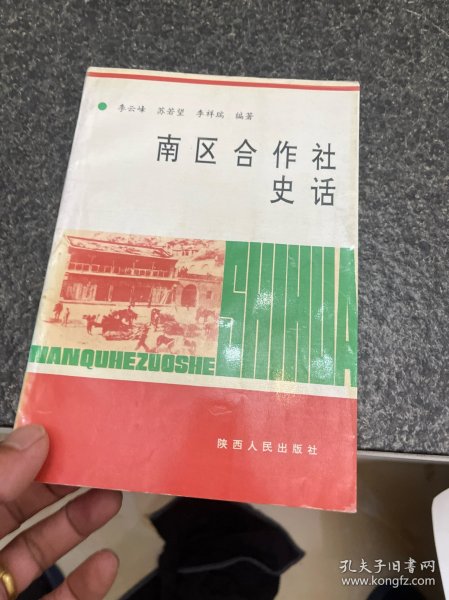 李云峰 苏若望 李祥瑞 编著
南区合作社
史话
SHIHUA
NANQUHEZUOSHE
陕西人民出版社
孔夫子旧书网
www.kongfz.com